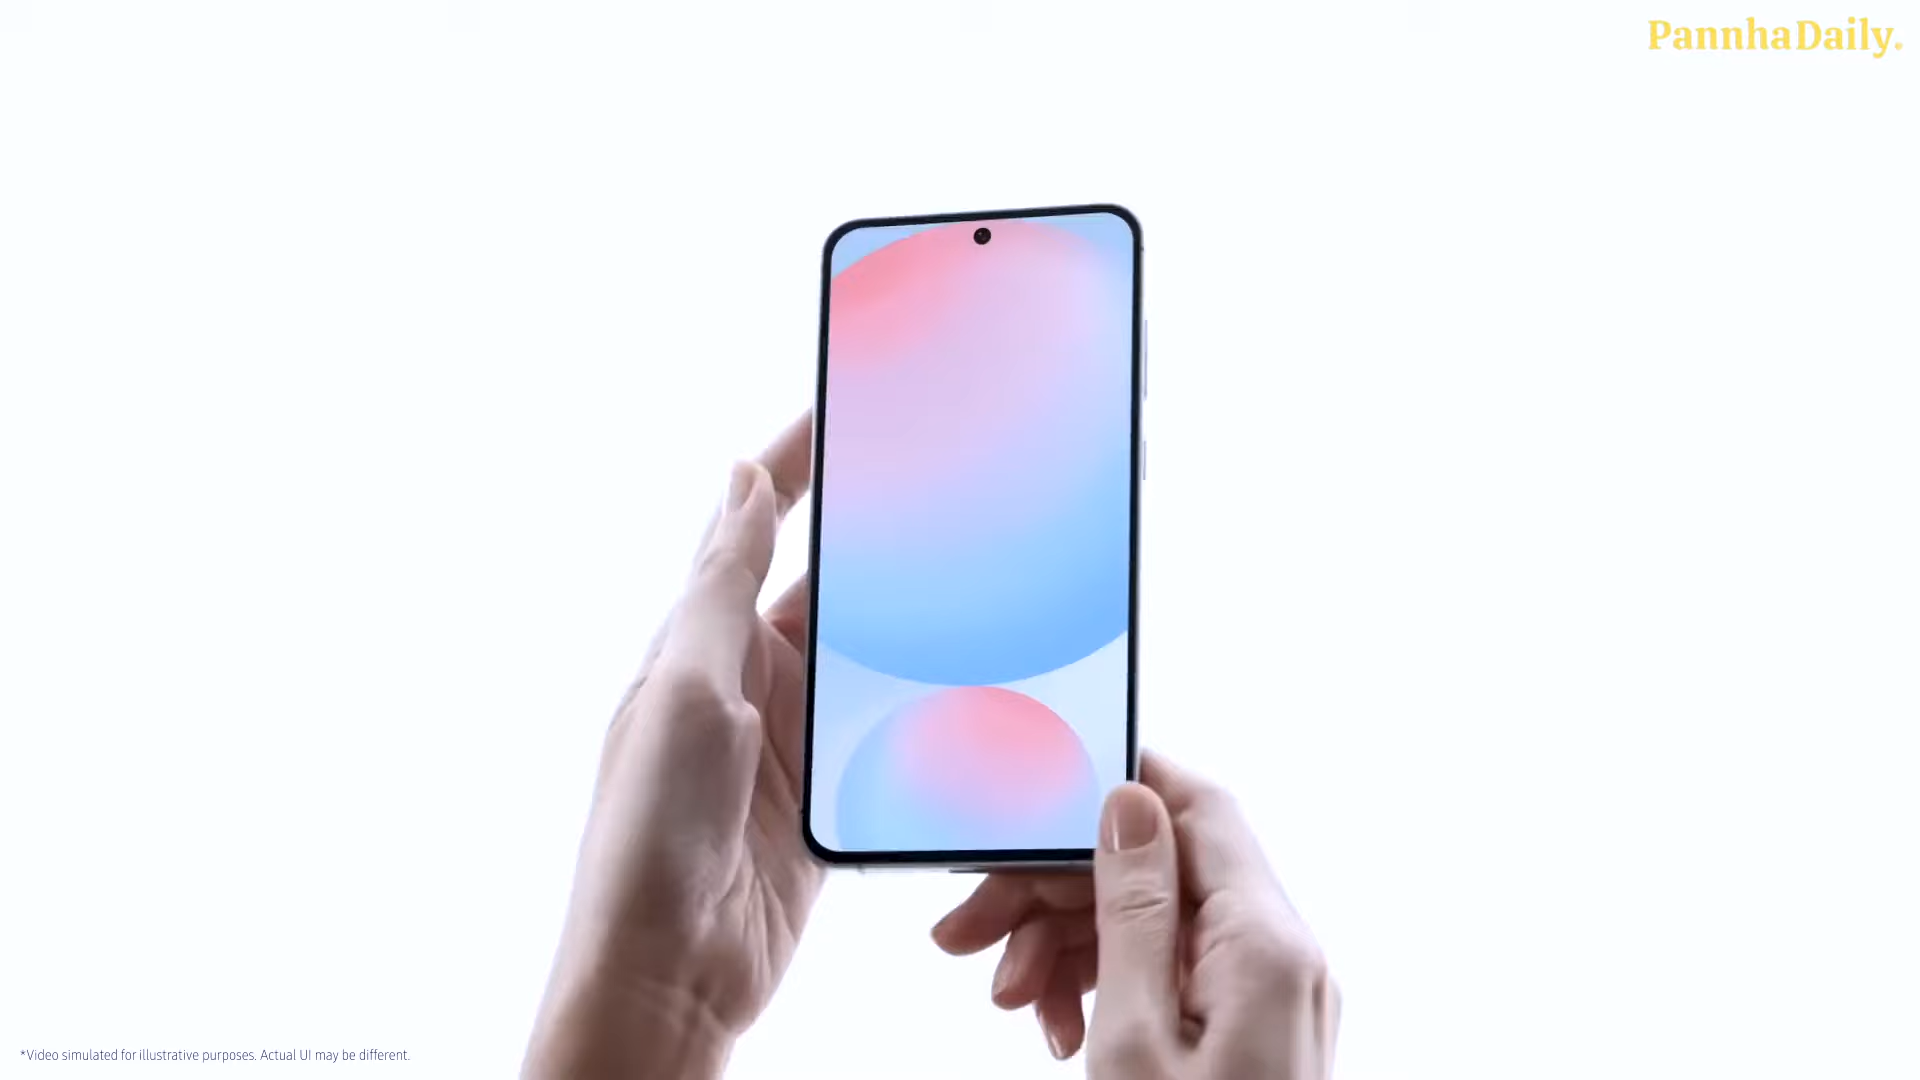 PannhaDaily.
*Video simulated for illustrative purposes. Actual UI may be different.